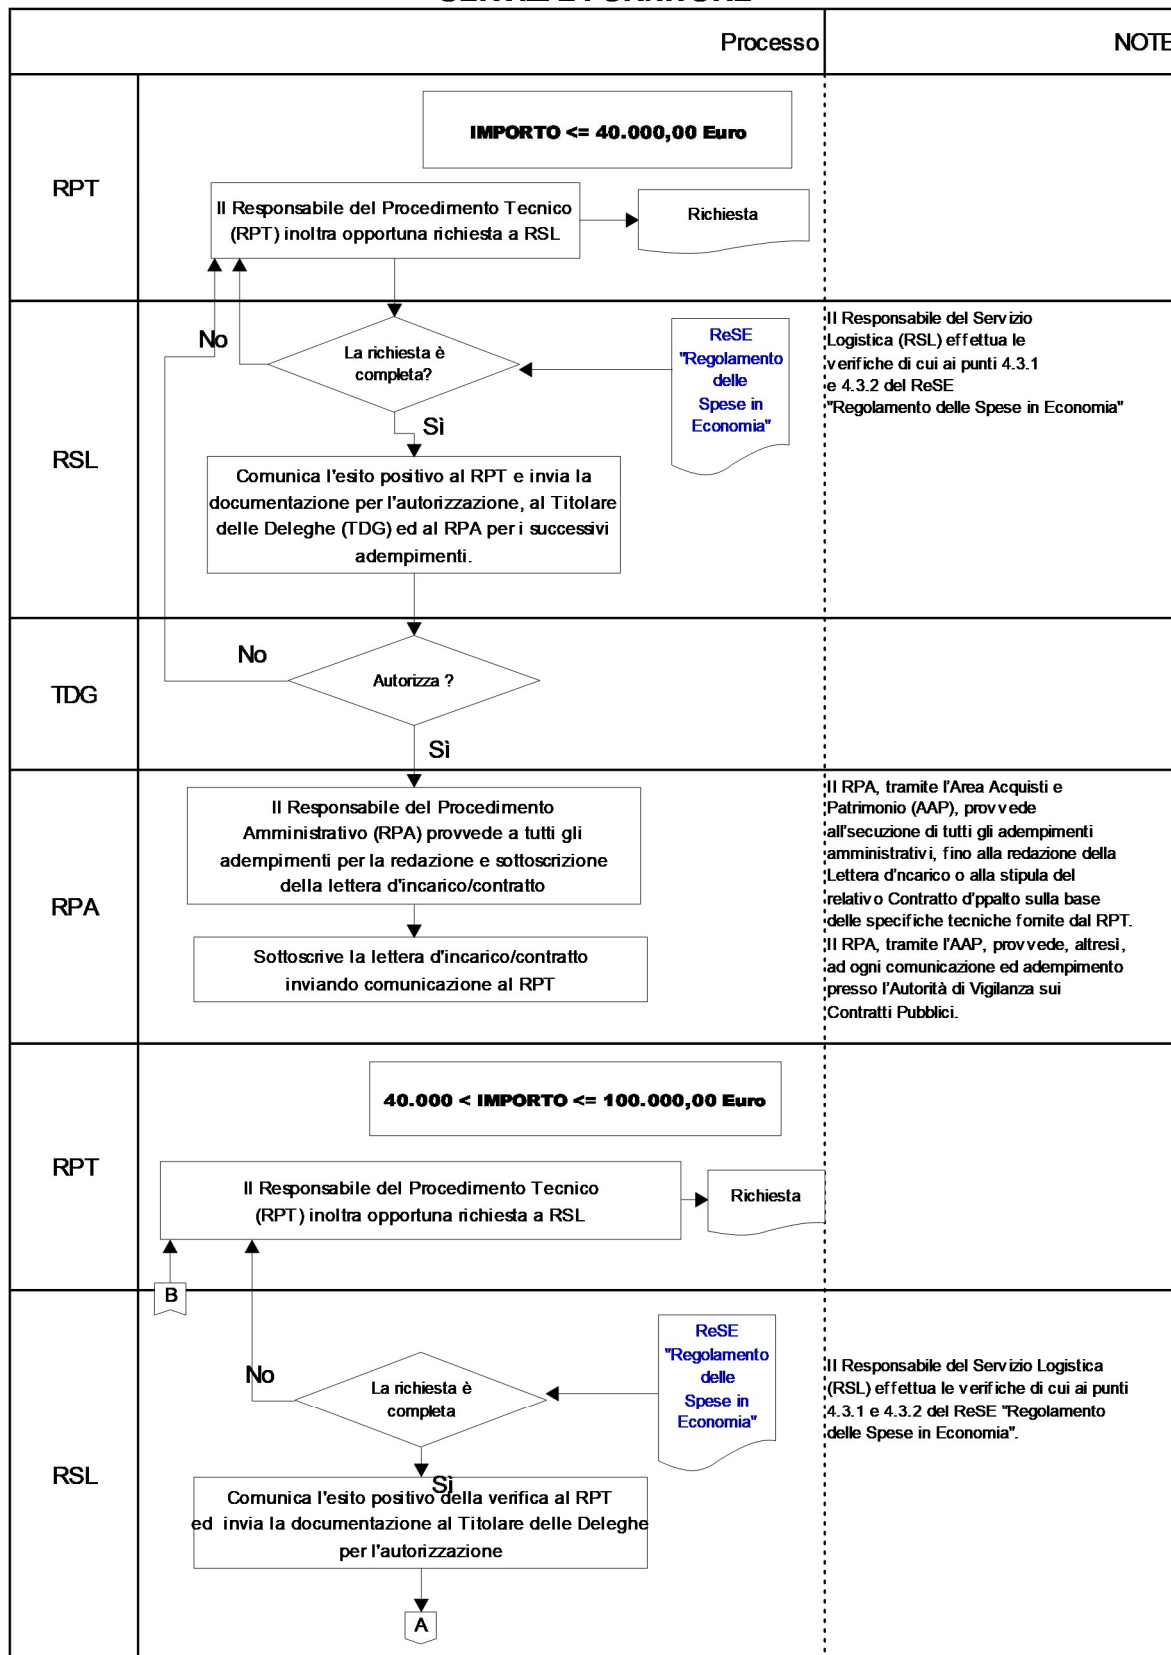 Processo
NOTE
RPT
IMPORTO <= 40.000,00 Euro
Il Responsabile del Procedimento Tecnico
(RPT) inoltra opportuna richiesta a RSL
Richiesta
RSL
No
La richiesta è
completa?
ReSE
"Regolamento
delle
Spese in
Economia"
Il Responsabile del Servizio
Logistica (RSL) effettua le
verifiche di cui ai punti 4.3.1
e 4.3.2 del ReSE
"Regolamento delle Spese in Economia"
Sì
Comunica l'esito positivo al RPT e invia la
documentazione per l'autorizzazione, al Titolare
delle Deleghe (TDG) ed al RPA per i successivi
adempimenti.
TDG
No
Autorizza ?
Sì
RPA
Il Responsabile del Procedimento
Amministrativo (RPA) provvede a tutti gli
adempimenti per la redazione e sottoscrizione
della lettera d'incarico/contratto
Sottoscrive la lettera d'incarico/contratto
inviando comunicazione al RPT
Il RPA, tramite l'Area Acquisti e
Patrimonio (AAP), provvede
all'secuzione di tutti gli adempimenti
amministrativi, fino alla redazione della
Lettera d'ncarico o alla stipula del
relativo Contratto d'ppalto sulla base
delle specifiche tecniche fornite dal RPT.
Il RPA, tramite l'AAP, provvede, altresì,
ad ogni comunicazione ed adempimento
presso l'Autorità di Vigilanza sui
Contratti Pubblici.
RPT
40.000 < IMPORTO <= 100.000,00 Euro
Il Responsabile del Procedimento Tecnico
(RPT) inoltra opportuna richiesta a RSL
Richiesta
B
RSL
No
La richiesta è
completa
ReSE
"Regolamento
delle
Spese in
Economia"
Il Responsabile del Servizio Logistica
(RSL) effettua le verifiche di cui ai punti
4.3.1 e 4.3.2 del ReSE "Regolamento
delle Spese in Economia".
Sì
Comunica l'esito positivo della verifica al RPT
ed invia la documentazione al Titolare delle Deleghe
per l'autorizzazione
A